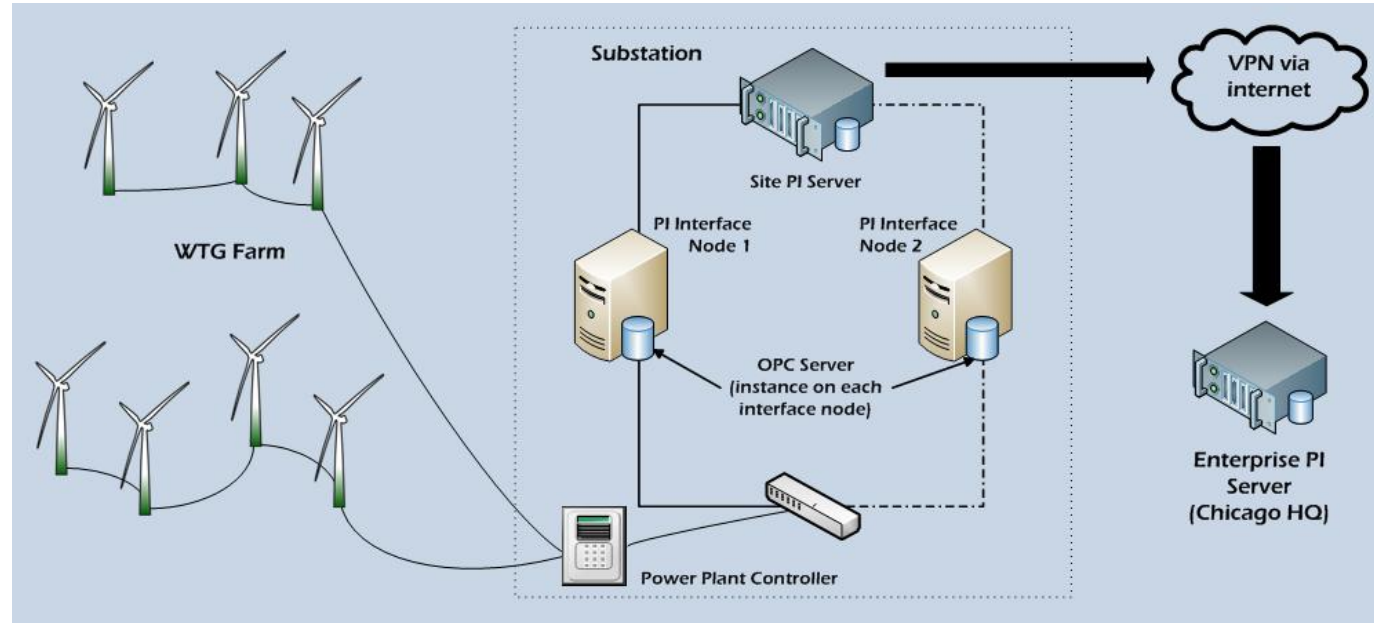 Substation
VPN via
internet
Site PI Server
PI Interface
Node 1
PI Interface
Node 2
WTG Farm
OPC Server
(instance on each
interface node)
Enterprise PI
Server
(Chicago HQ)
Power Plant Controller